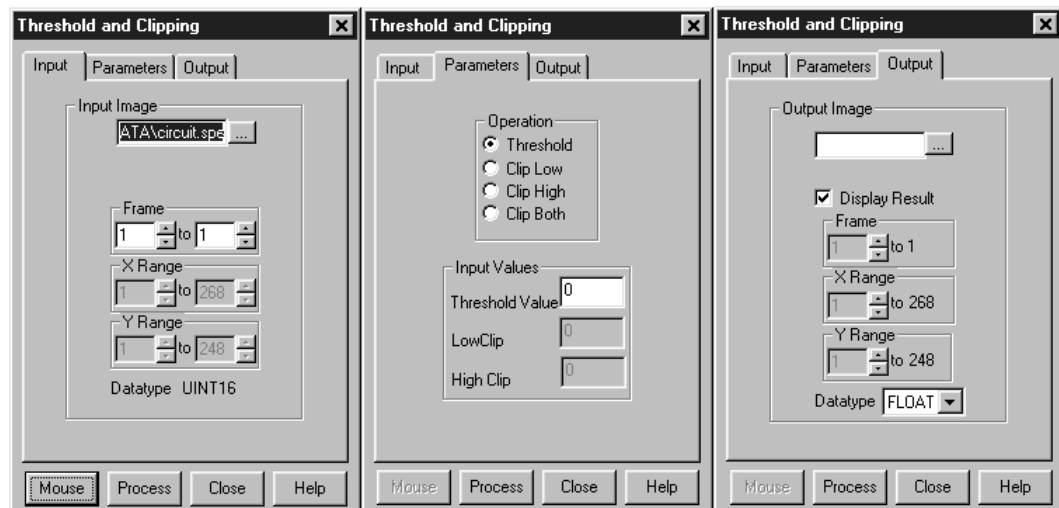 Threshold and Clipping
Input Parameters Output
Input Image
ATA\circuit.spe ...
Frame
1 to 1
X Range
1 to 268
Y Range
1 to 248
Datatype UINT16
Mouse Process Close Help
Threshold and Clipping
Input Parameters Output
Operation
Threshold
Clip Low
Clip High
Clip Both
Input Values
Threshold Value 0
LowClip 0
High Clip 0
Mouse Process Close Help
Threshold and Clipping
Input Parameters Output
Output Image
...
Display Result
Frame
1 to 1
X Range
1 to 268
Y Range
1 to 248
Datatype FLOAT
Mouse Process Close Help